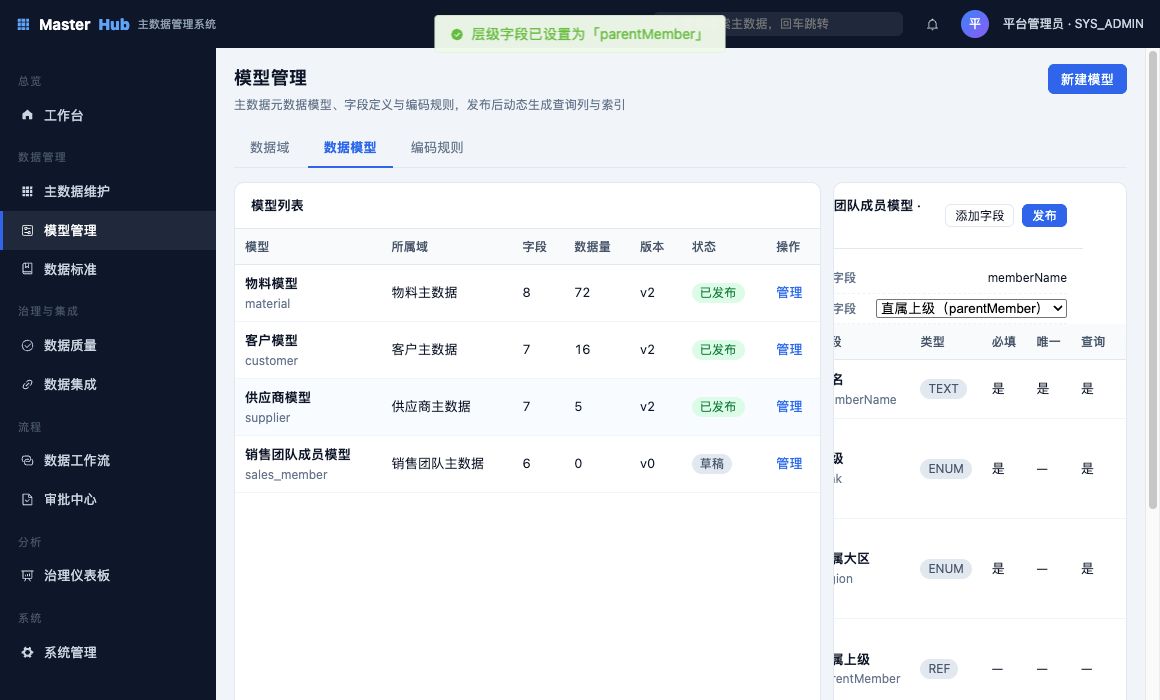 Master Hub 主数据管理系统
层级字段已设置为「parentMember」
主数据，回车跳转
平
平台管理员 · SYS_ADMIN
总览
工作台
数据管理
主数据维护
模型管理
数据标准
治理与集成
数据质量
数据集成
流程
数据工作流
审批中心
分析
治理仪表板
系统
系统管理
模型管理
主数据元数据模型、字段定义与编码规则，发布后动态生成查询列与索引
新建模型
数据域 数据模型 编码规则
模型列表
模型 所属域 字段 数据量 版本 状态 操作
物料模型
material
物料主数据 8 72 v2 已发布 管理
客户模型
customer
客户主数据 7 16 v2 已发布 管理
供应商模型
supplier
供应商主数据 7 5 v2 已发布 管理
销售团队成员模型
sales_member
销售团队主数据 6 0 v0 草稿 管理
团队成员模型 ·
添加字段 发布
字段 memberName
字段 直属上级（parentMember）
段 类型 必填 唯一 查询
名
mberName
TEXT 是 是 是
级
nk
ENUM 是 — 是
属大区
gion
ENUM 是 — 是
属上级
rentMember
REF — — —